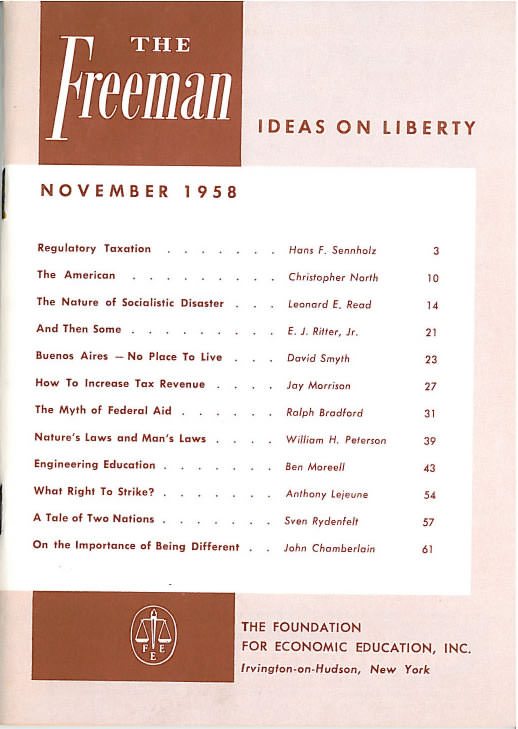 THE
Freeman
IDEAS ON LIBERTY
NOVEMBER 1958
Regulatory Taxation . . . . . . . Hans F. Sennholz 3
The American . . . . . . . . . Christopher North 10
The Nature of Socialistic Disaster . . . Leonard E. Read 14
And Then Some . . . . . . . . . E. J. Ritter, Jr. 21
Buenos Aires — No Place To Live . . . David Smyth 23
How To Increase Tax Revenue . . . . Jay Morrison 27
The Myth of Federal Aid . . . . . . Ralph Bradford 31
Nature's Laws and Man's Laws . . . . William H. Peterson 39
Engineering Education . . . . . . . Ben Moreell 43
What Right To Strike? . . . . . . . Anthony Lejeune 54
A Tale of Two Nations . . . . . . . Sven Rydenfelt 57
On the Importance of Being Different . . John Chamberlain 61
F E
E
THE FOUNDATION
FOR ECONOMIC EDUCATION, INC.
Irvington-on-Hudson, New York